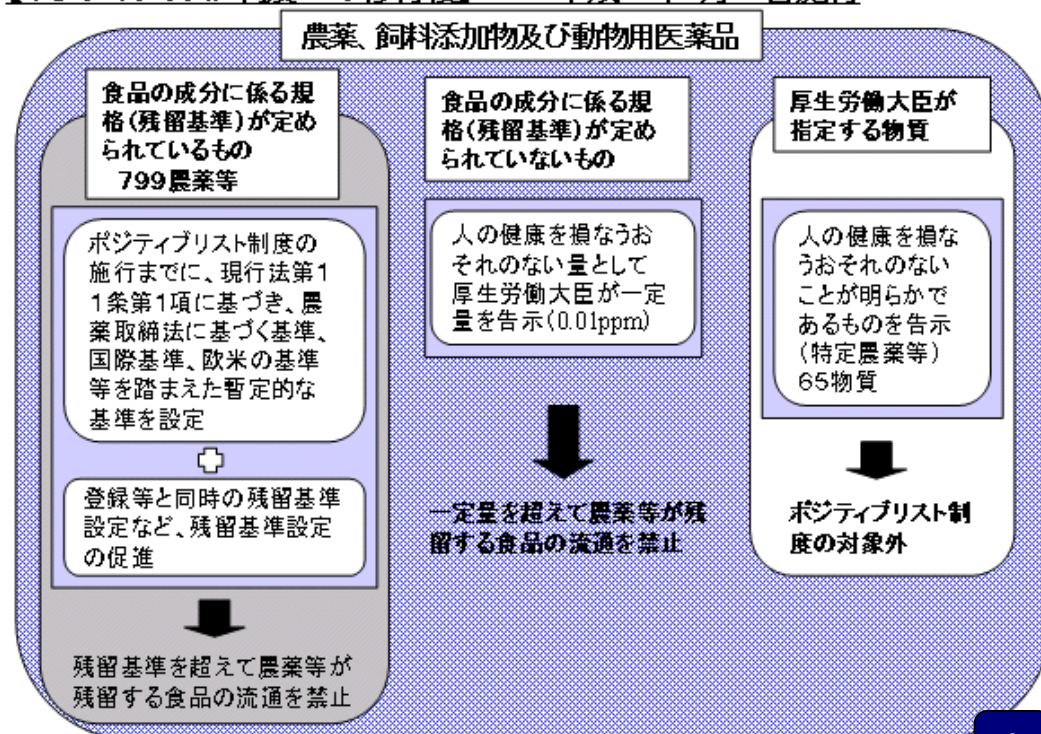 農薬、飼料添加物及び動物用医薬品
食品の成分に係る規
格(残留基準)が定め
られているもの
799農薬等
ポジティブリスト制度の
施行までに、現行法第1
1条第1項に基づき、農
薬取締法に基づく基準、
国際基準、欧米の基準
等を踏まえた暫定的な
基準を設定
登録等と同時の残留基準
設定など、残留基準設定
の促進
残留基準を超えて農薬等が
残留する食品の流通を禁止
食品の成分に係る規
格(残留基準)が定め
られていないもの
人の健康を損なうお
それのない量として
厚生労働大臣が一定
量を告示(0.01ppm)
一定量を超えて農薬等が残
留する食品の流通を禁止
厚生労働大臣が
指定する物質
人の健康を損な
うおそれのない
ことが明らかで
あるものを告示
(特定農薬等)
65物質
ポジティブリスト制
度の対象外